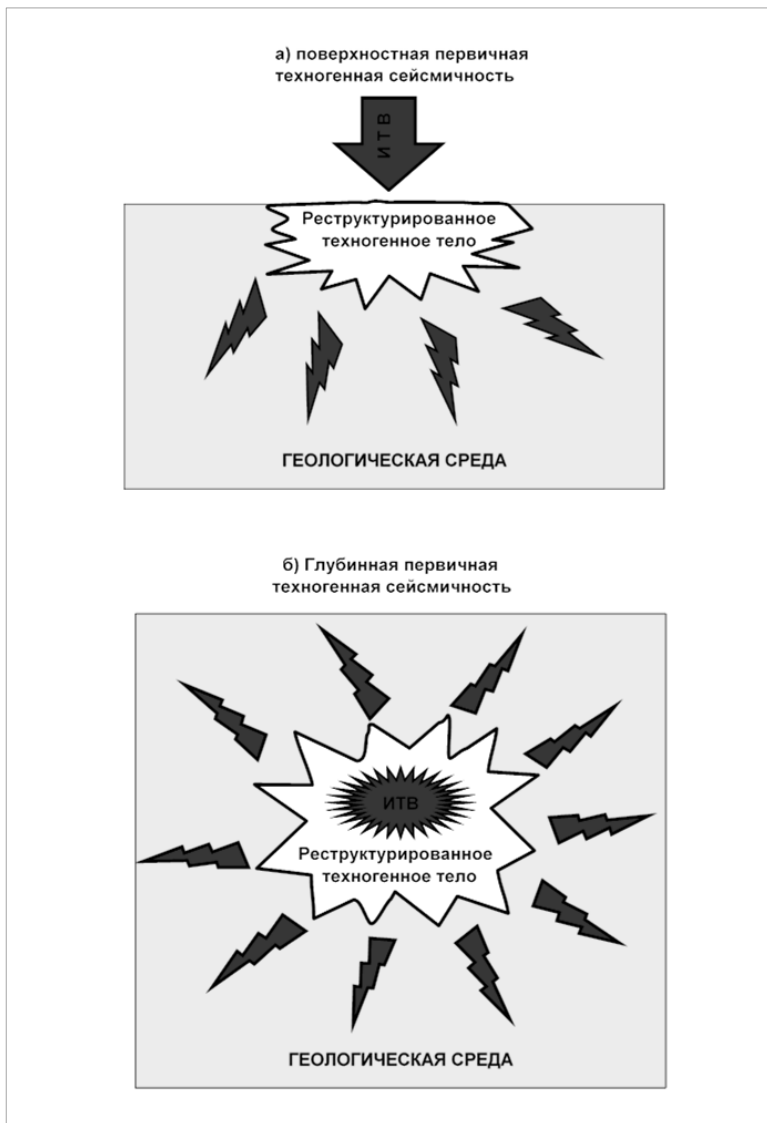 а) поверхностная первичная
техногенная сейсмичность
И Т В
Реструктурированное
техногенное тело
ГЕОЛОГИЧЕСКАЯ СРЕДА
б) Глубинная первичная
техногенная сейсмичность
ИТВ
Реструктурированное
техногенное тело
ГЕОЛОГИЧЕСКАЯ СРЕДА